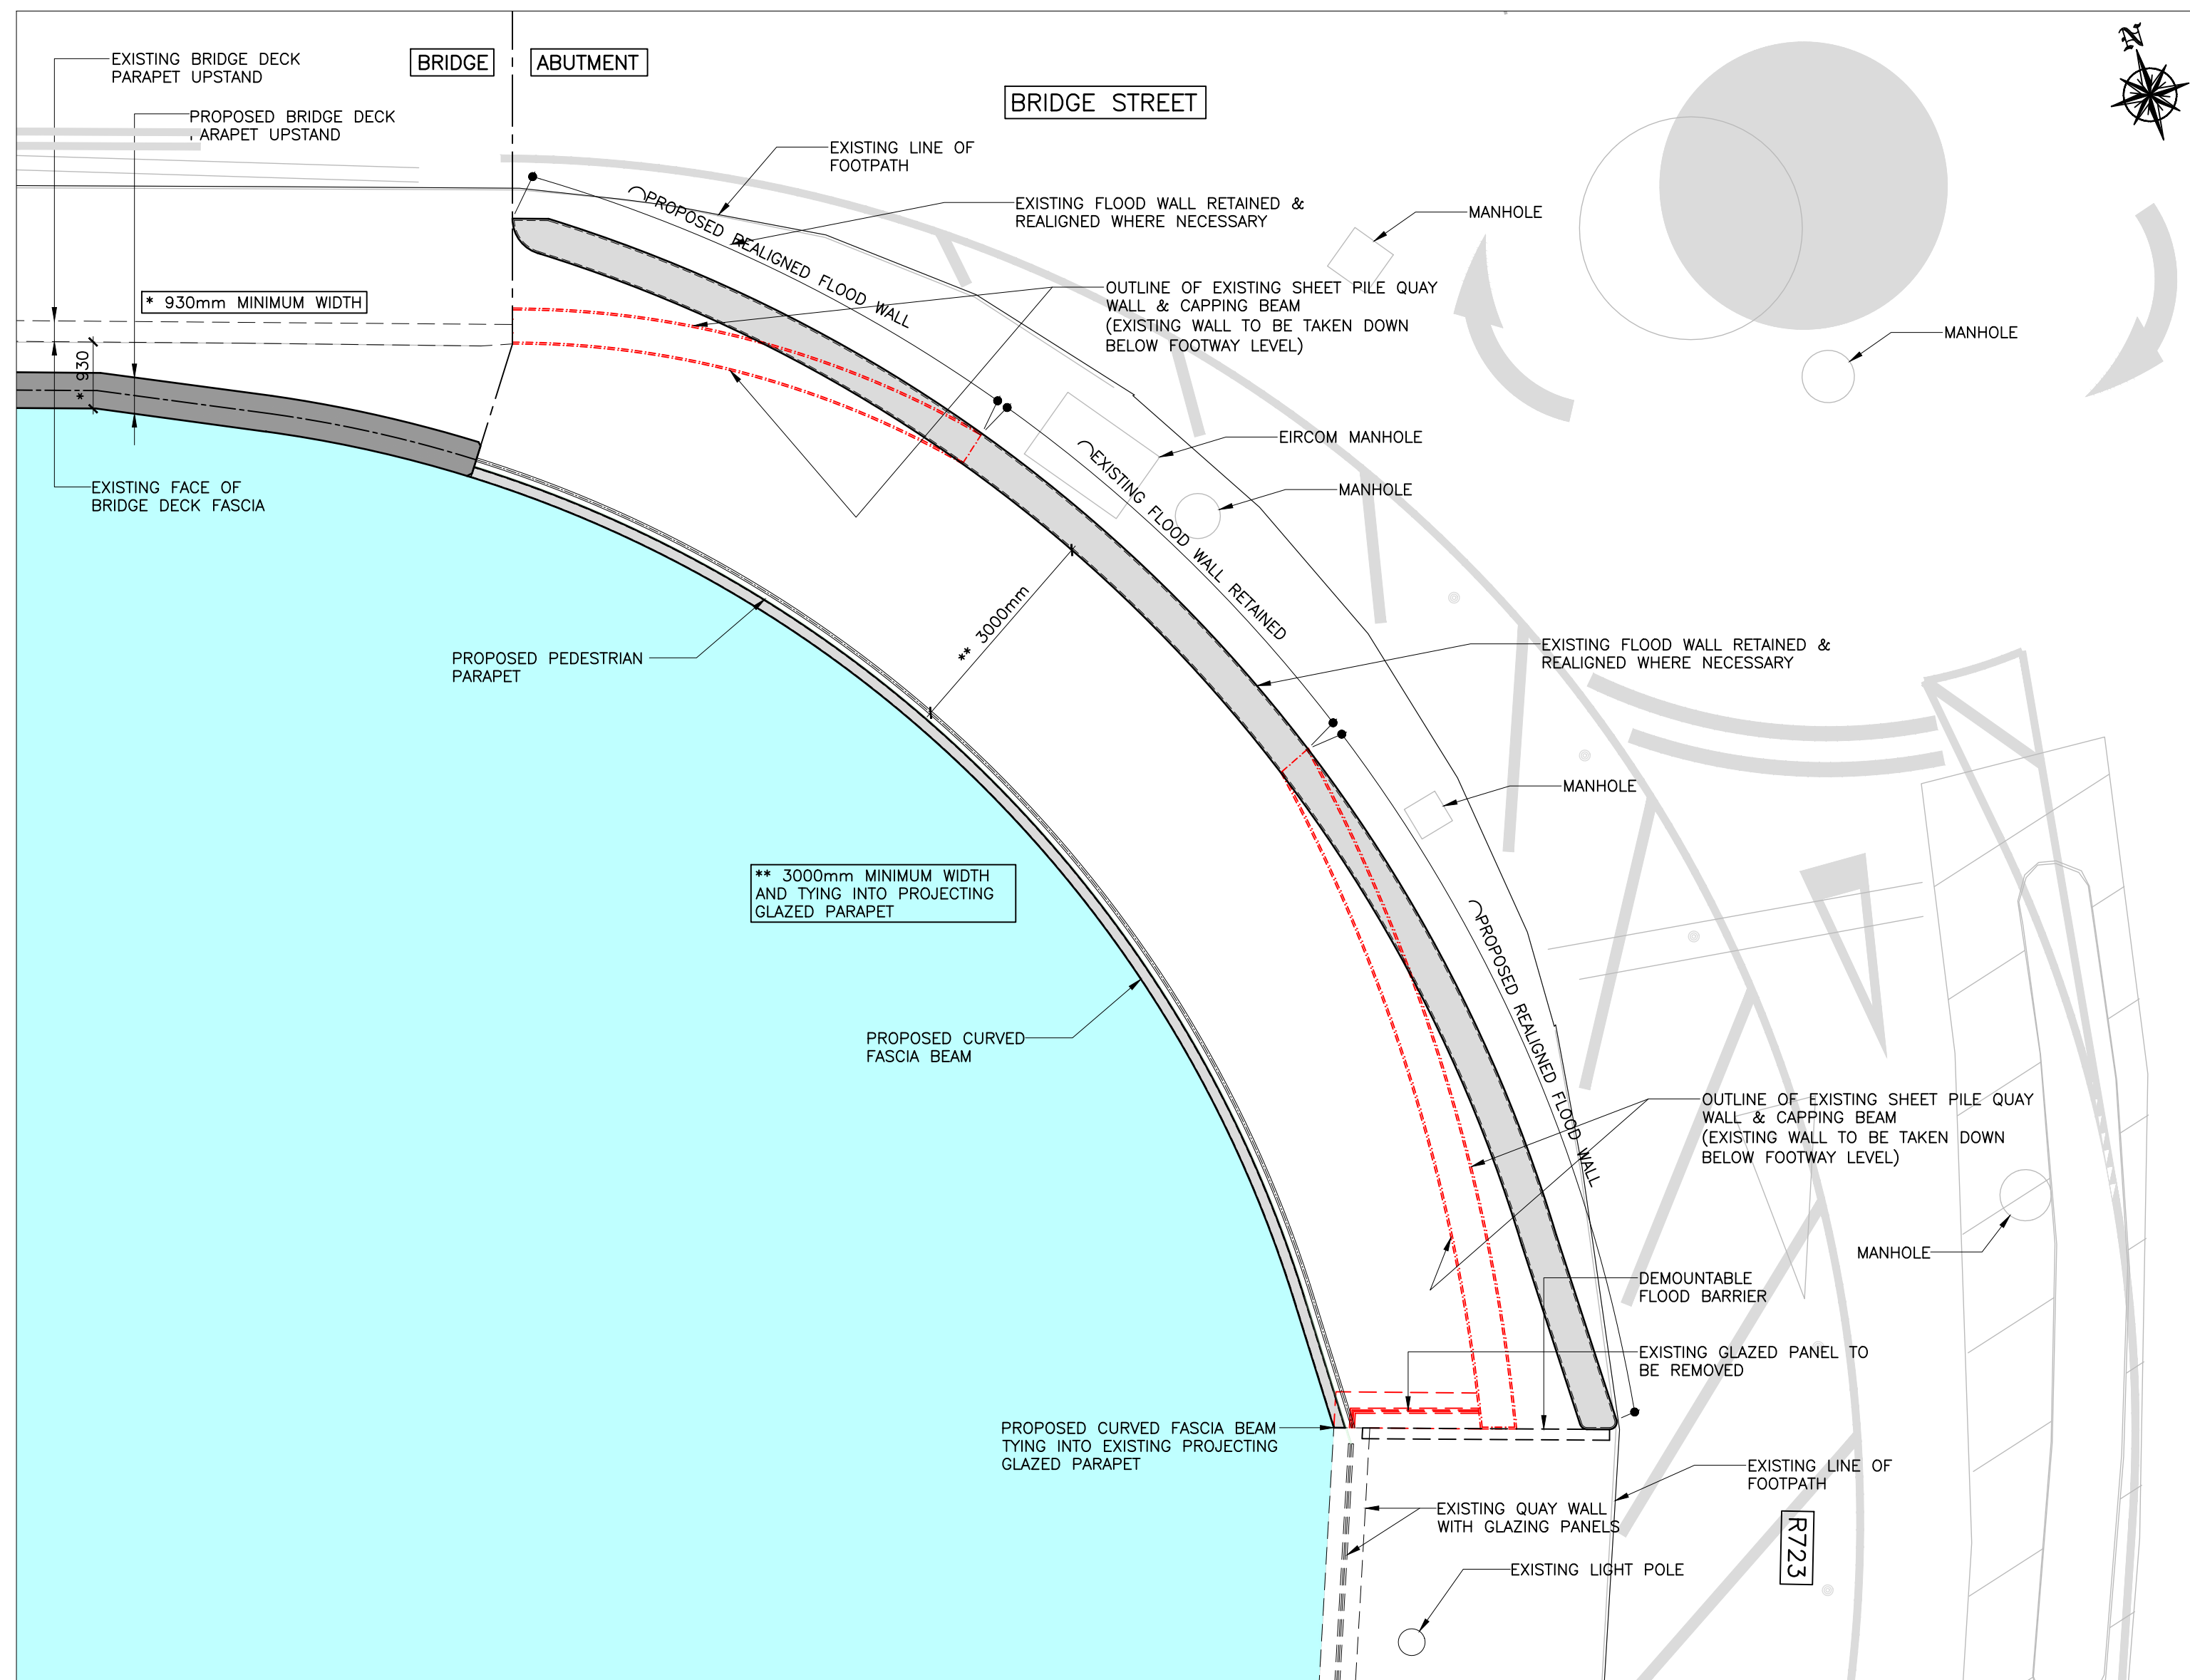 EXISTING BRIDGE DECK
PARAPET UPSTAND
BRIDGE
ABUTMENT
BRIDGE STREET
N
PROPOSED BRIDGE DECK
PARAPET UPSTAND
EXISTING LINE OF
FOOTPATH
EXISTING FLOOD WALL RETAINED &
REALIGNED WHERE NECESSARY
MANHOLE
PROPOSED REALIGNED FLOOD WALL
* 930mm MINIMUM WIDTH
OUTLINE OF EXISTING SHEET PILE QUAY
WALL & CAPPING BEAM
(EXISTING WALL TO BE TAKEN DOWN
BELOW FOOTWAY LEVEL)
MANHOLE
* 930
EIRCOM MANHOLE
EXISTING FACE OF
BRIDGE DECK FASCIA
MANHOLE
EXISTING FLOOD WALL RETAINED
** 3000mm
PROPOSED PEDESTRIAN
PARAPET
EXISTING FLOOD WALL RETAINED &
REALIGNED WHERE NECESSARY
MANHOLE
** 3000mm MINIMUM WIDTH
AND TYING INTO PROJECTING
GLAZED PARAPET
PROPOSED REALIGNED FLOOD WALL
PROPOSED CURVED
FASCIA BEAM
OUTLINE OF EXISTING SHEET PILE QUAY
WALL & CAPPING BEAM
(EXISTING WALL TO BE TAKEN DOWN
BELOW FOOTWAY LEVEL)
MANHOLE
DEMOUNTABLE
FLOOD BARRIER
EXISTING GLAZED PANEL TO
BE REMOVED
PROPOSED CURVED FASCIA BEAM
TYING INTO EXISTING PROJECTING
GLAZED PARAPET
EXISTING LINE OF
FOOTPATH
EXISTING QUAY WALL
WITH GLAZING PANELS
R723
EXISTING LIGHT POLE